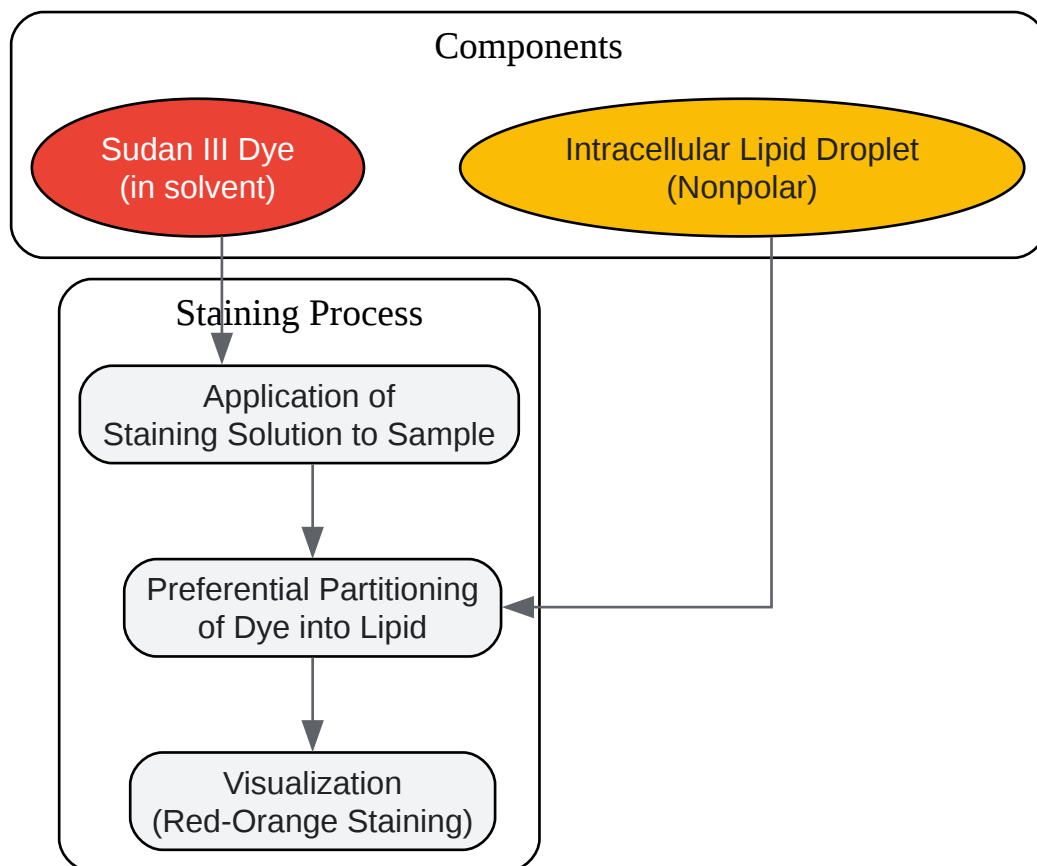 Components
Sudan III Dye
(in solvent)
Intracellular Lipid Droplet
(Nonpolar)
Staining Process
Application of
Staining Solution to Sample
Preferential Partitioning
of Dye into Lipid
Visualization
(Red-Orange Staining)